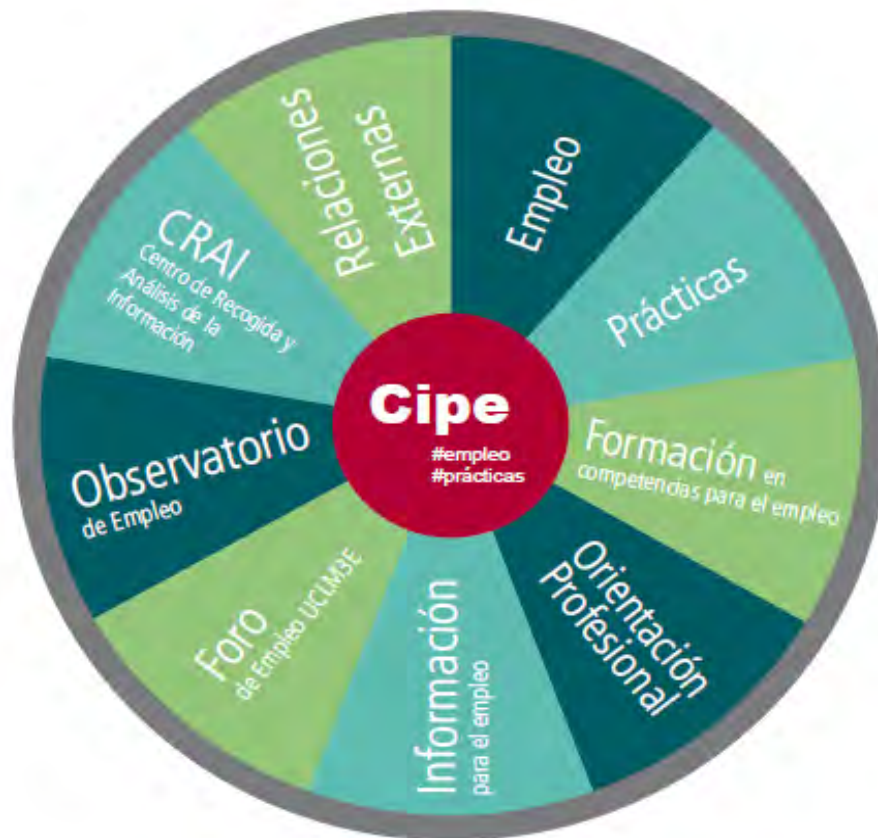 Cipe
#empleo
#prácticas
Empleo
Prácticas
Formación en
competencias para el empleo
Orientación
Profesional
Información
para el empleo
Foro
de Empleo UCLM3E
Observatorio
de Empleo
CRAI
Centro de Recogida y
Análisis de la
Información
Relaciones
Externas